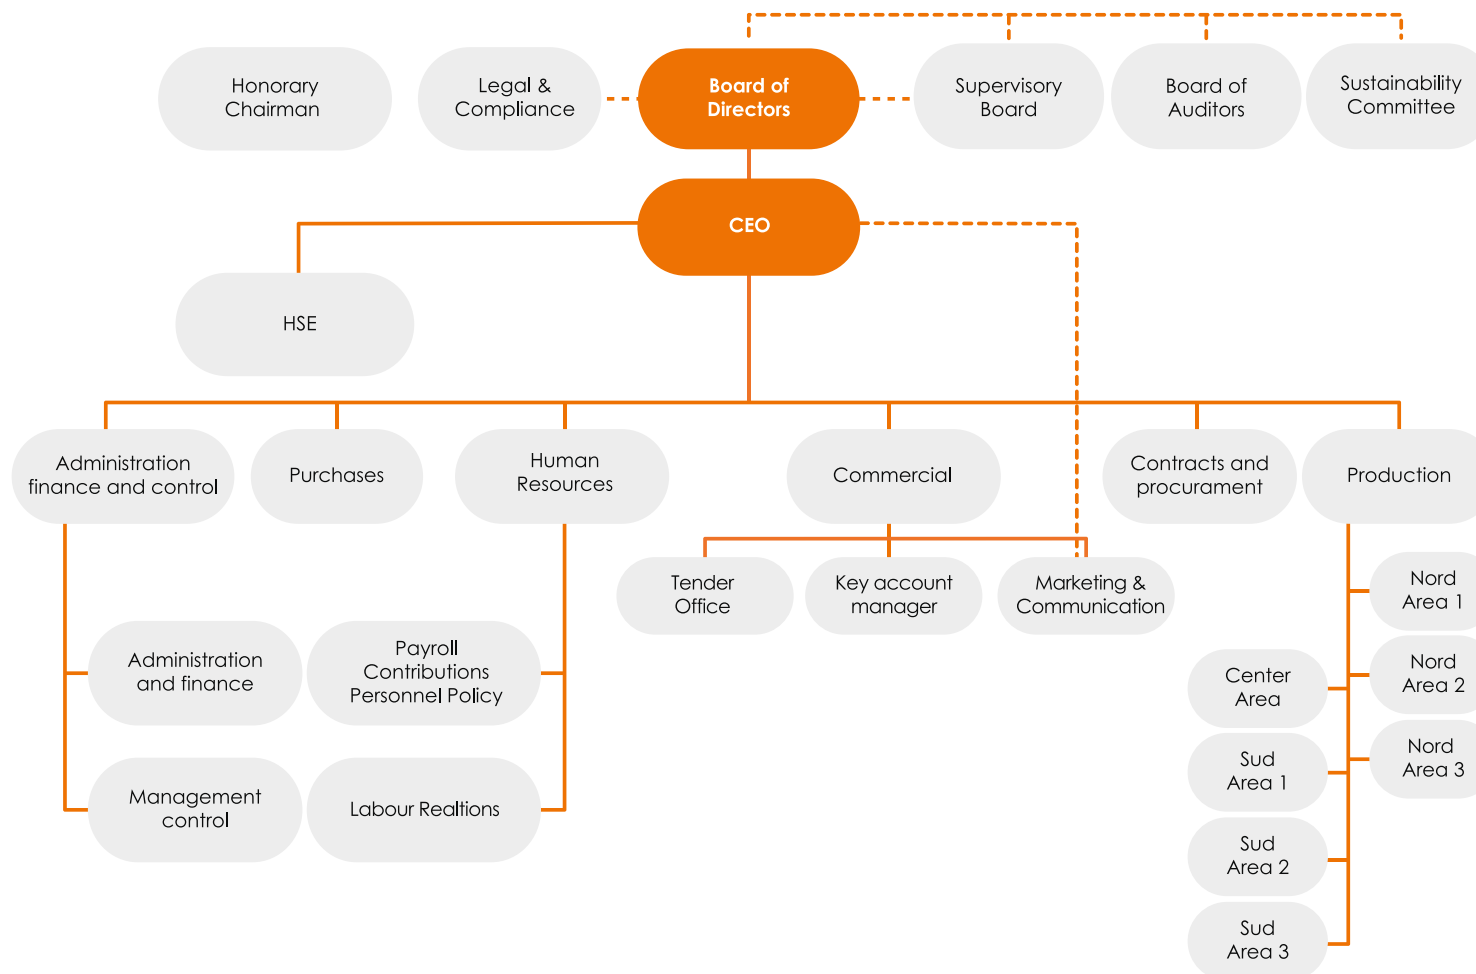 Honorary
Chairman
Legal &
Compliance
Board of
Directors
Supervisory
Board
Board of
Auditors
Sustainability
Committee
CEO
HSE
Administration
finance and control
Purchases
Human
Resources
Commercial
Contracts and
procurament
Production
Tender
Office
Key account
manager
Marketing &
Communication
Nord
Area 1
Administration
and finance
Payroll
Contributions
Personnel Policy
Center
Area
Nord
Area 2
Sud
Area 1
Nord
Area 3
Management
control
Labour Realtions
Sud
Area 2
Sud
Area 3